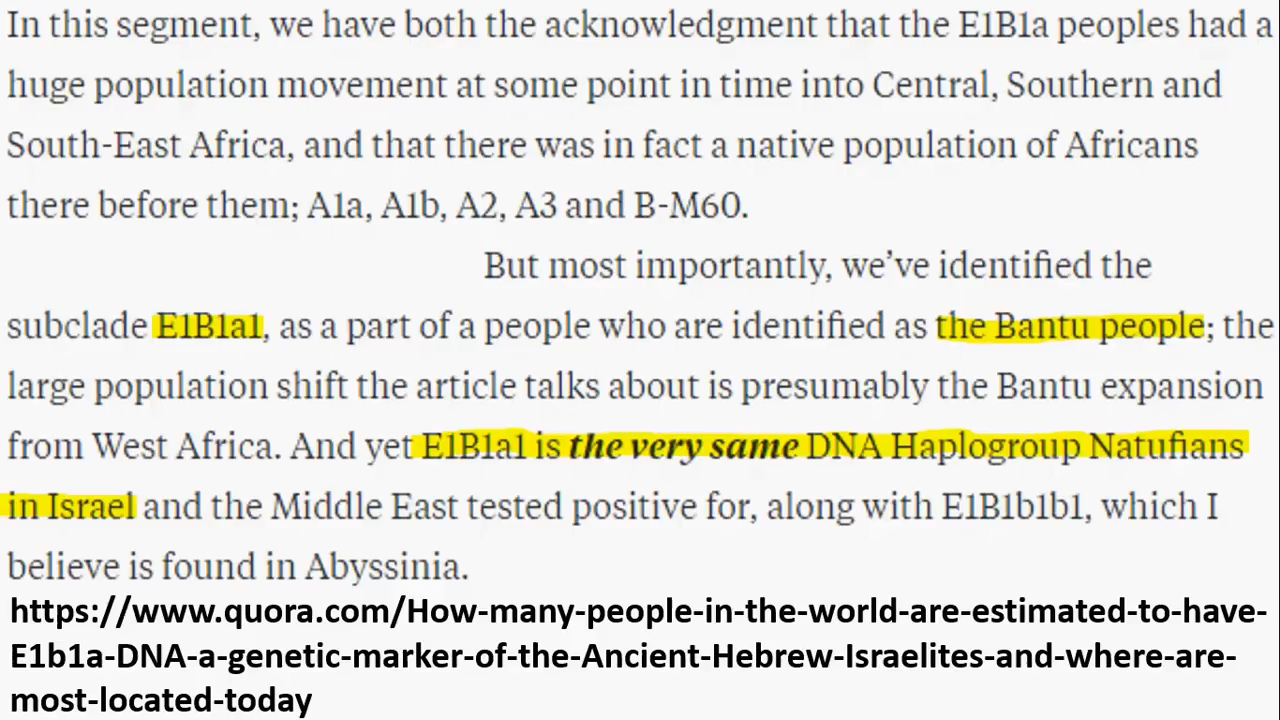 In this segment, we have both the acknowledgment that the E1B1a peoples had a
huge population movement at some point in time into Central, Southern and
South-East Africa, and that there was in fact a native population of Africans
there before them; A1a, A1b, A2, A3 and B-M60.
But most importantly, we’ve identified the
subclade E1B1a1, as a part of a people who are identified as the Bantu people; the
large population shift the article talks about is presumably the Bantu expansion
from West Africa. And yet E1B1a1 is the very same DNA Haplogroup Natufians
in Israel and the Middle East tested positive for, along with E1B1b1b1, which I
believe is found in Abyssinia.
https://www.quora.com/How-many-people-in-the-world-are-estimated-to-have-
E1b1a-DNA-a-genetic-marker-of-the-Ancient-Hebrew-Israelites-and-where-are-
most-located-today